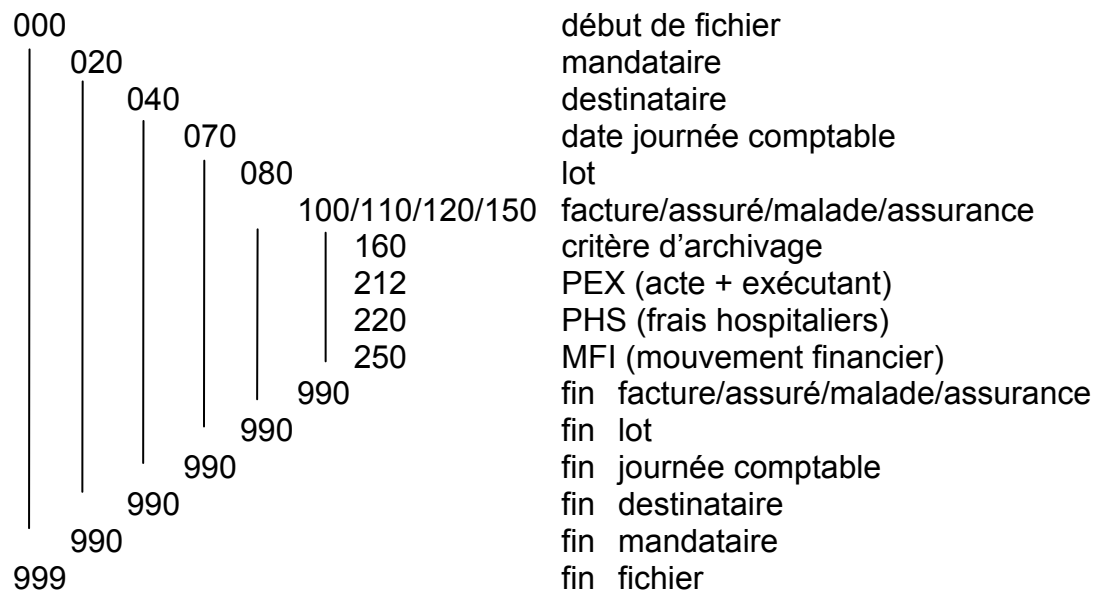 000 début de fichier
020 mandataire
040 destinataire
070 date journée comptable
080 lot
100/110/120/150 facture/assuré/malade/assurance
160 critère d’archivage
212 PEX (acte + exécutant)
220 PHS (frais hospitaliers)
250 MFI (mouvement financier)
990 fin facture/assuré/malade/assurance
990 fin lot
990 fin journée comptable
990 fin destinataire
990 fin mandataire
999 fin fichier